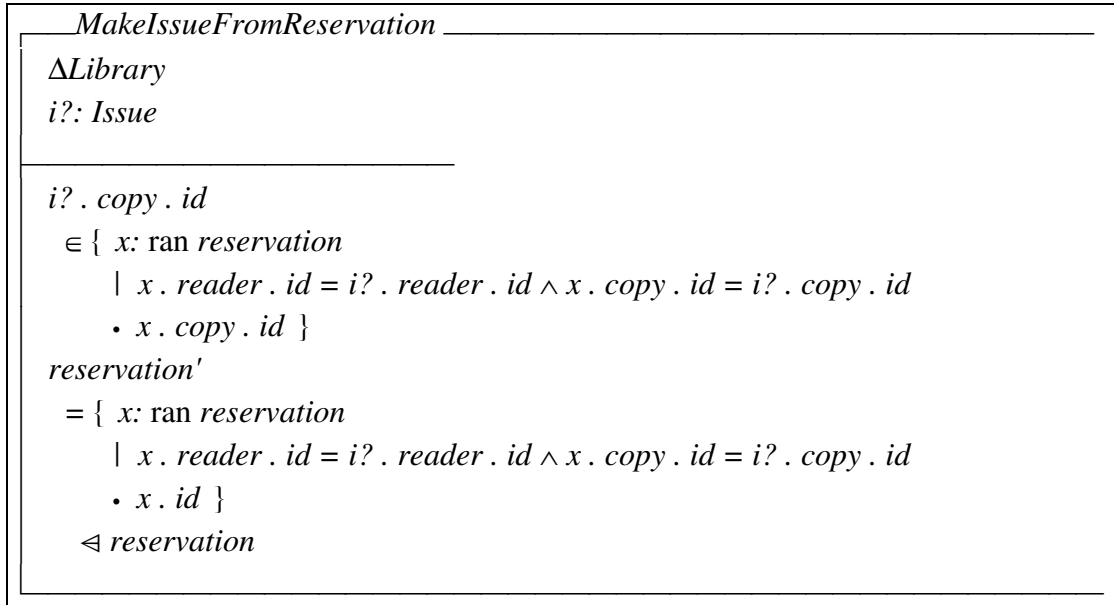 MakeIssueFromReservation
ΔLibrary
i?: Issue
i? . copy . id
∈ { x: ran reservation
| x . reader . id = i? . reader . id ∧ x . copy . id = i? . copy . id
• x . copy . id }
reservation'
= { x: ran reservation
| x . reader . id = i? . reader . id ∧ x . copy . id = i? . copy . id
• x . id }
⩤ reservation